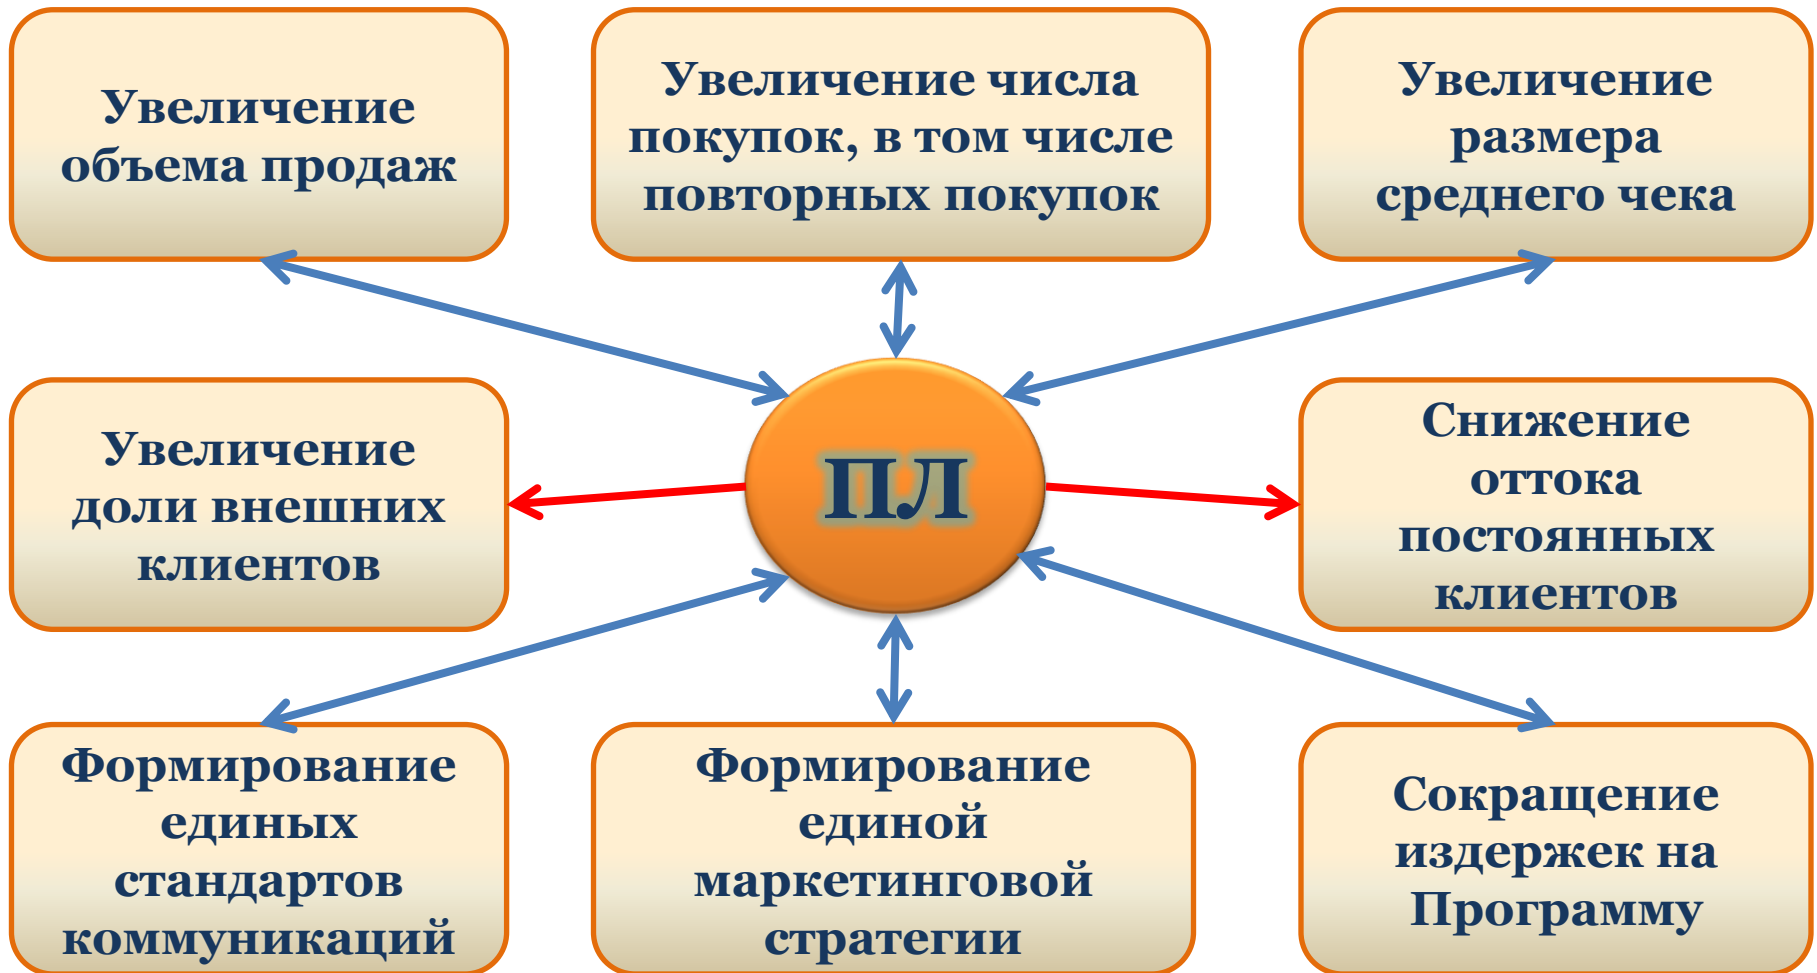 Увеличение
объема продаж
Увеличение числа
покупок, в том числе
повторных покупок
Увеличение
размера
среднего чека
Увеличение
доли внешних
клиентов
ПЛ
Снижение
оттока
постоянных
клиентов
Формирование
единых
стандартов
коммуникаций
Формирование
единой
маркетинговой
стратегии
Сокращение
издержек на
Программу